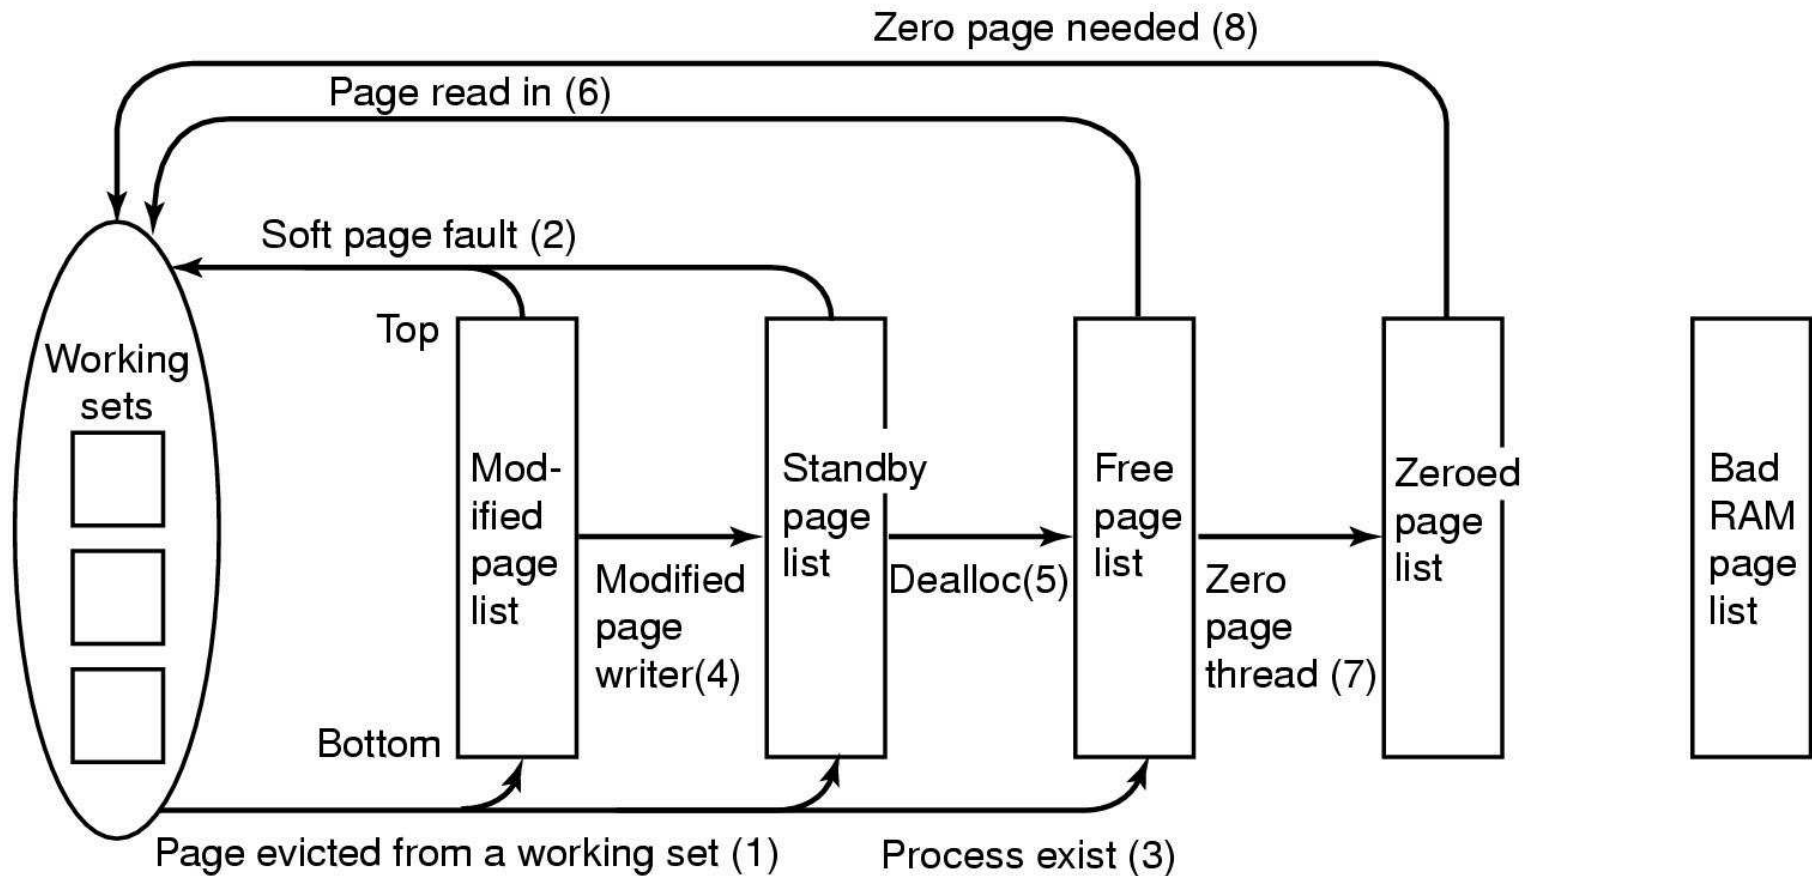 Zero page needed (8)
Page read in (6)
Soft page fault (2)
Top
Working
sets
Mod-
ified
page
list
Standby
page
list
Free
page
list
Zeroed
page
list
Bad
RAM
page
list
Modified
page
writer(4)
Dealloc(5)
Zero
page
thread (7)
Bottom
Page evicted from a working set (1)
Process exist (3)